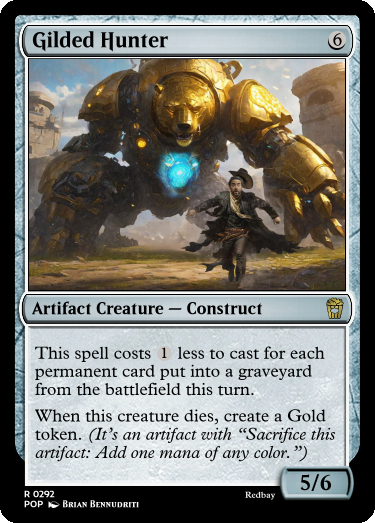 Gilded Hunter 6
Artifact Creature — Construct
This spell costs 1 less to cast for each
permanent card put into a graveyard
from the battlefield this turn.
When this creature dies, create a Gold
token. (It's an artifact with “Sacrifice this
artifact: Add one mana of any color.”)
5/6
R 0292
POP Brian Bennudriti
Redbay